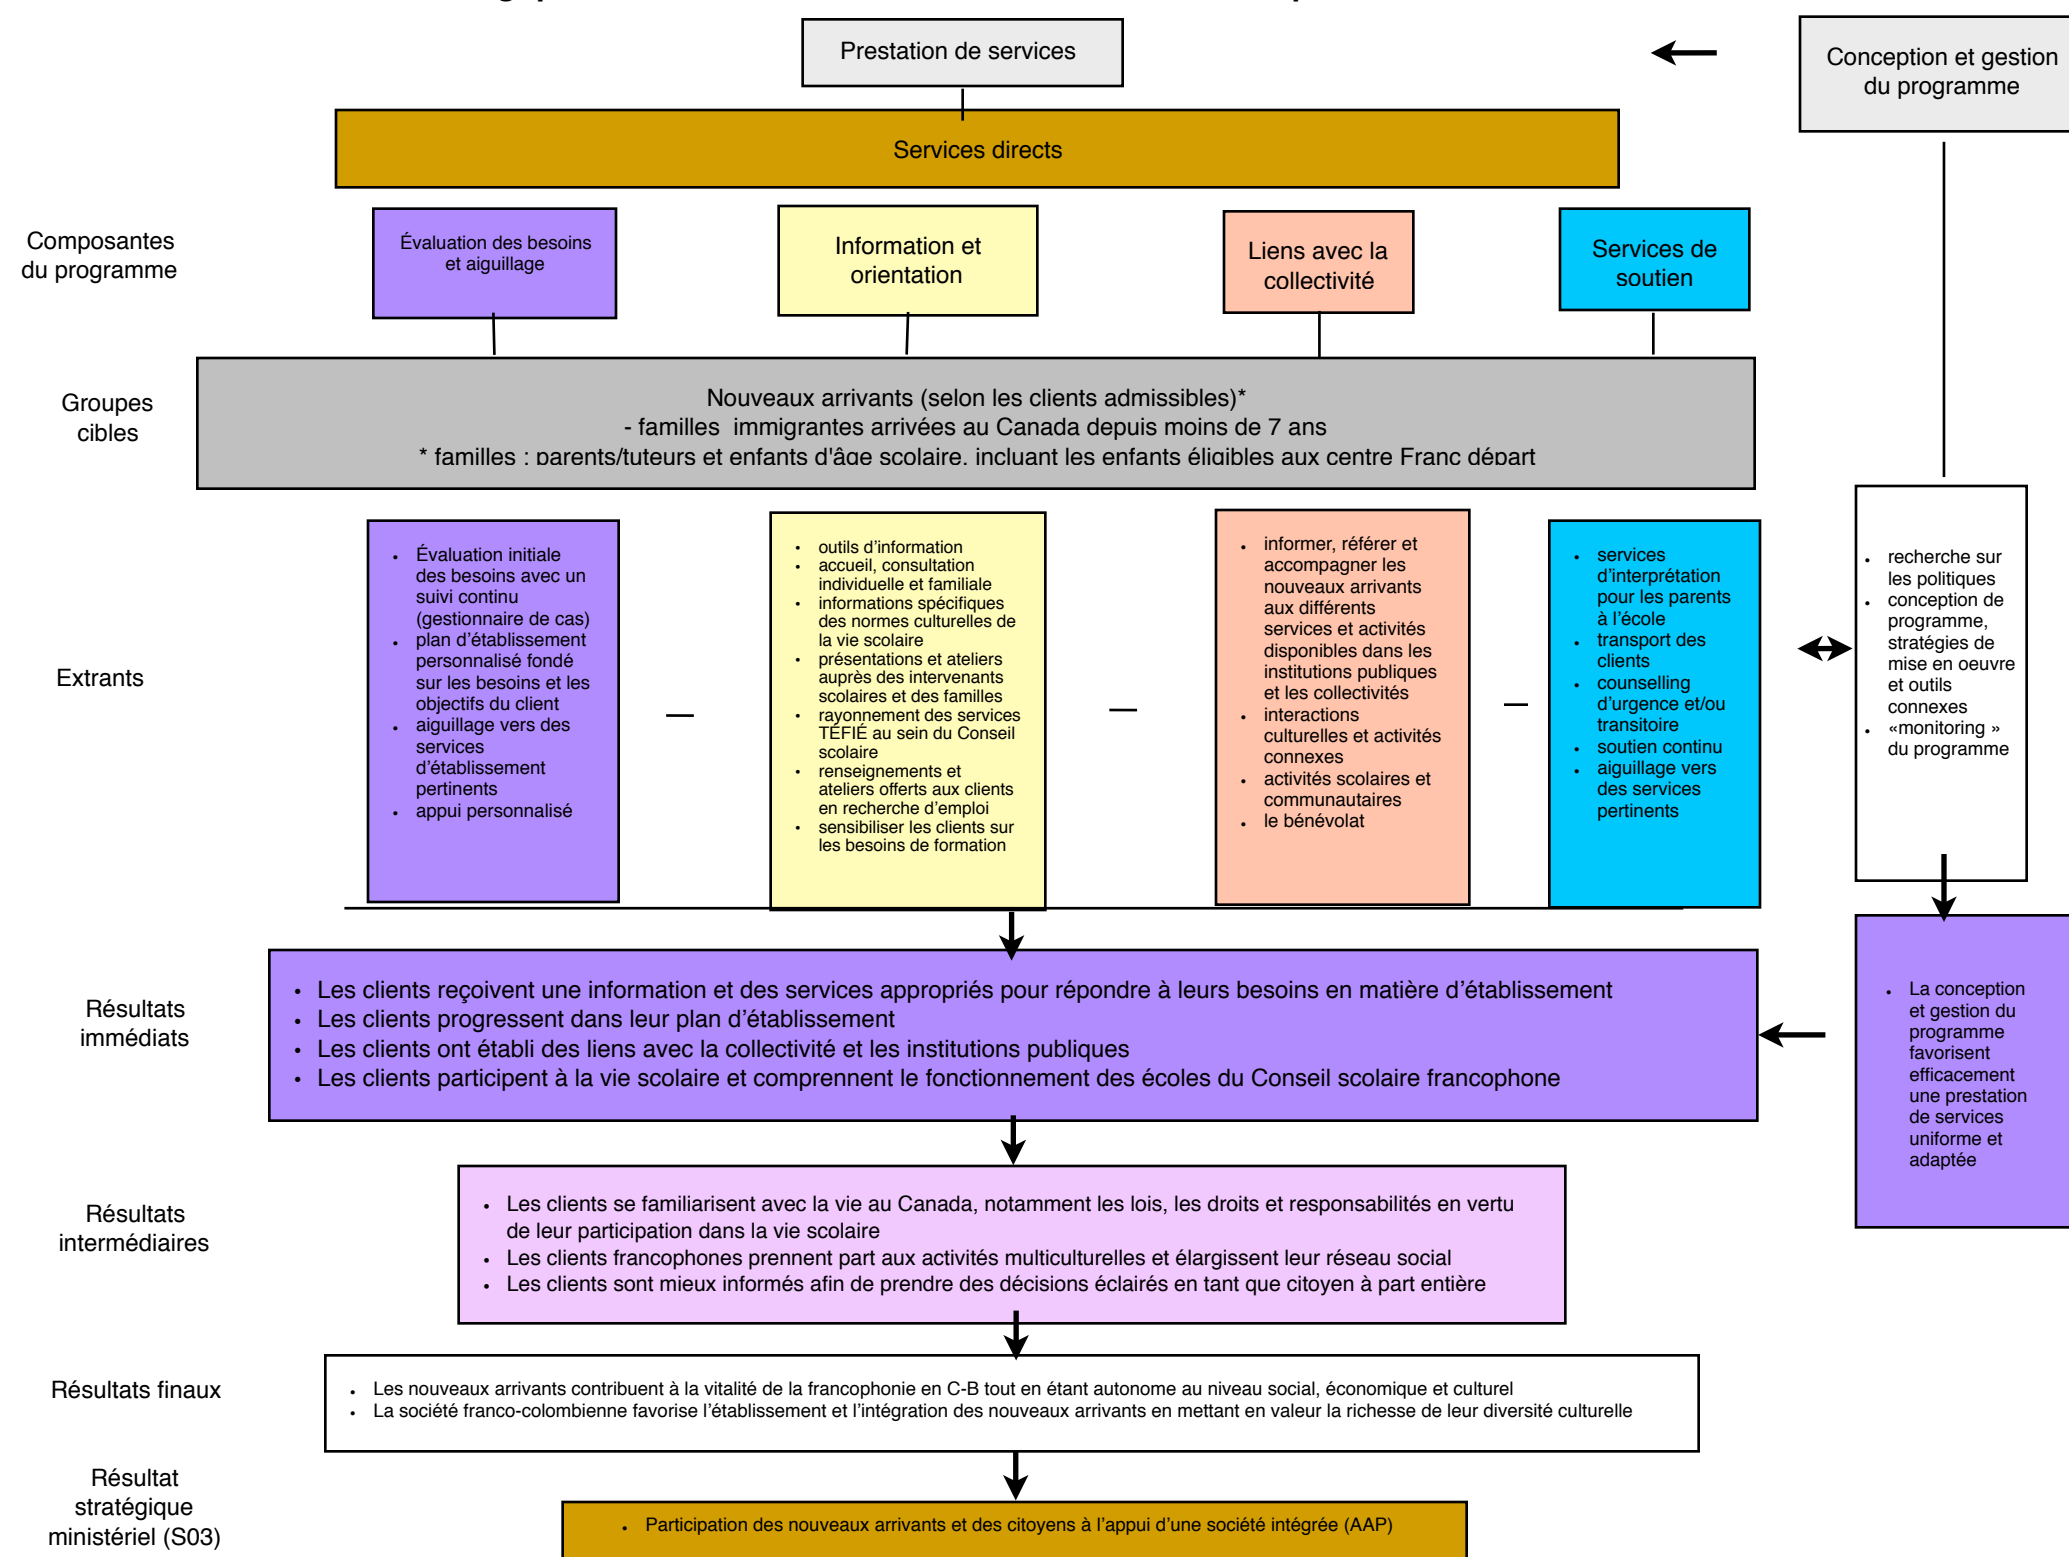 Prestation de services
Conception et gestion
du programme
Services directs
Composantes
du programme
Évaluation des besoins
et aiguillage
Information et
orientation
Liens avec la
collectivité
Services de
soutien
Groupes
cibles
Nouveaux arrivants (selon les clients admissibles)*
- familles immigrantes arrivées au Canada depuis moins de 7 ans
* familles : parents/tuteurs et enfants d'âge scolaire, incluant les enfants éligibles aux centre Franc départ
Extrants
• Évaluation initiale
des besoins avec un
suivi continu
(gestionnaire de cas)
• plan d'établissement
personnalisé fondé
sur les besoins et les
objectifs du client
• aiguillage vers des
services
d'établissement
pertinents
• appui personnalisé
• outils d'information
• accueil, consultation
individuelle et familiale
• informations spécifiques
des normes culturelles de
la vie scolaire
• présentations et ateliers
auprès des intervenants
scolaires et des familles
• rayonnement des services
TÉFIÉ au sein du Conseil
scolaire
• renseignements et
ateliers offerts aux clients
en recherche d'emploi
• sensibiliser les clients sur
les besoins de formation
• informer, référer et
accompagner les
nouveaux arrivants
aux différents
services et activités
disponibles dans les
institutions publiques
et les collectivités
• interactions
culturelles et activités
connexes
• activités scolaires et
communautaires
• le bénévolat
• services
d'interprétation
pour les parents
à l'école
• transport des
clients
• counselling
d'urgence et/ou
transitoire
• soutien continu
• aiguillage vers
des services
pertinents
• recherche sur
les politiques
• conception de
programme,
stratégies de
mise en oeuvre
et outils
connexes
• «monitoring »
du programme
Résultats
immédiats
• Les clients reçoivent une information et des services appropriés pour répondre à leurs besoins en matière d'établissement
• Les clients progressent dans leur plan d'établissement
• Les clients ont établi des liens avec la collectivité et les institutions publiques
• Les clients participent à la vie scolaire et comprennent le fonctionnement des écoles du Conseil scolaire francophone
• La conception
et gestion du
programme
favorisent
efficacement
une prestation
de services
uniforme et
adaptée
Résultats
intermédiaires
• Les clients se familiarisent avec la vie au Canada, notamment les lois, les droits et responsabilités en vertu
de leur participation dans la vie scolaire
• Les clients francophones prennent part aux activités multiculturelles et élargissent leur réseau social
• Les clients sont mieux informés afin de prendre des décisions éclairés en tant que citoyen à part entière
Résultats finaux
• Les nouveaux arrivants contribuent à la vitalité de la francophonie en C-B tout en étant autonome au niveau social, économique et culturel
• La société franco-colombienne favorise l'établissement et l'intégration des nouveaux arrivants en mettant en valeur la richesse de leur diversité culturelle
Résultat
stratégique
ministériel (S03)
• Participation des nouveaux arrivants et des citoyens à l'appui d'une société intégrée (AAP)